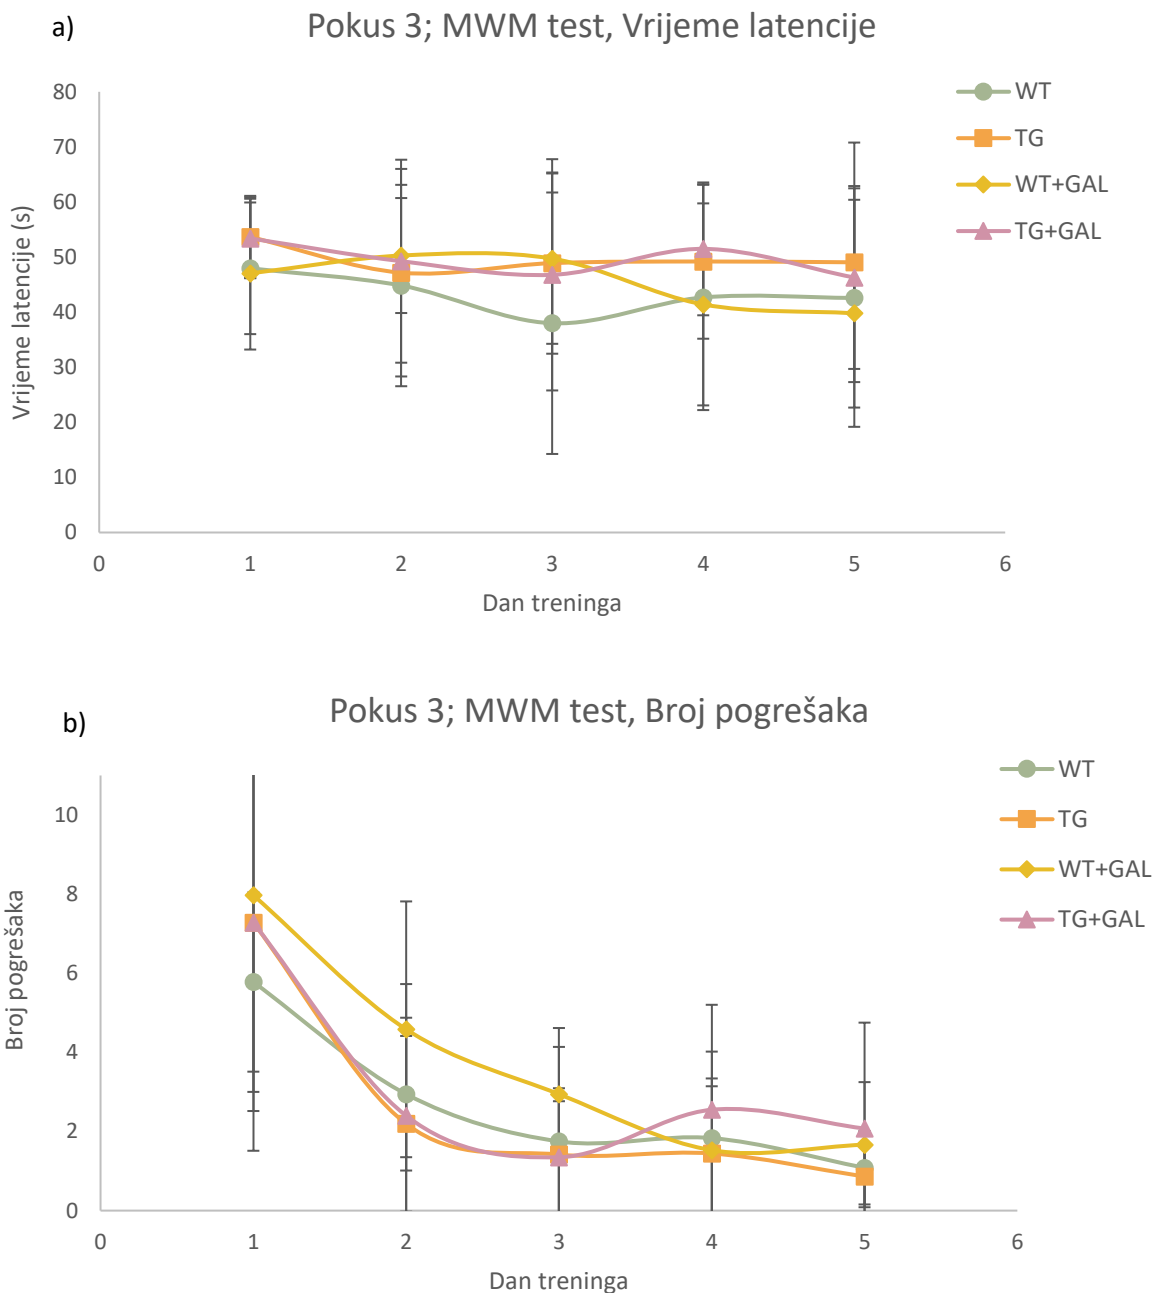 a)
Pokus 3; MWM test, Vrijeme latencije
Vrijeme latencije (s)
80
70
60
50
40
30
20
10
0
0 1 2 3 4 5 6
Dan treninga
WT
TG
WT+GAL
TG+GAL
b)
Pokus 3; MWM test, Broj pogrešaka
Broj pogrešaka
10
8
6
4
2
0
0 1 2 3 4 5 6
Dan treninga
WT
TG
WT+GAL
TG+GAL